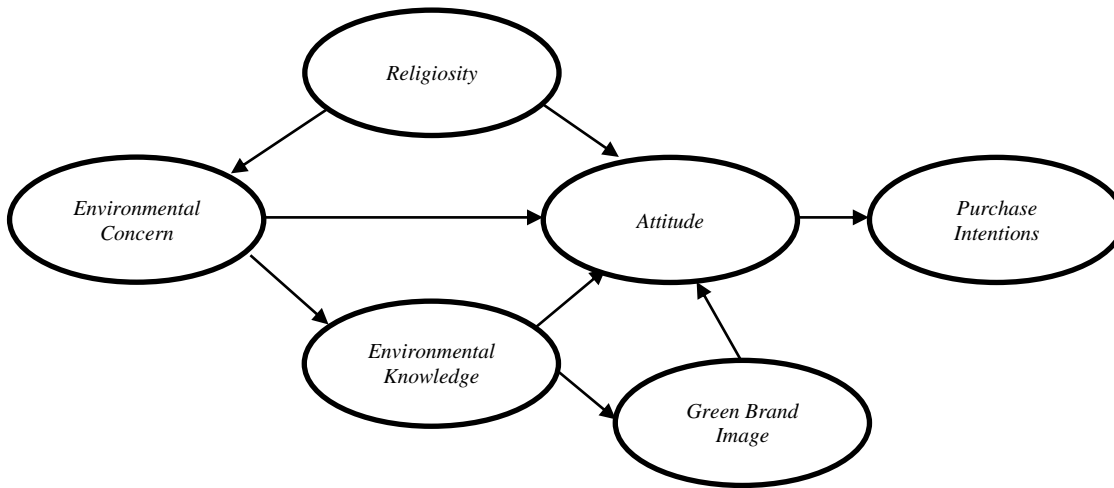 Religiosity
Environmental
Concern
Attitude
Purchase
Intentions
Environmental
Knowledge
Green Brand
Image